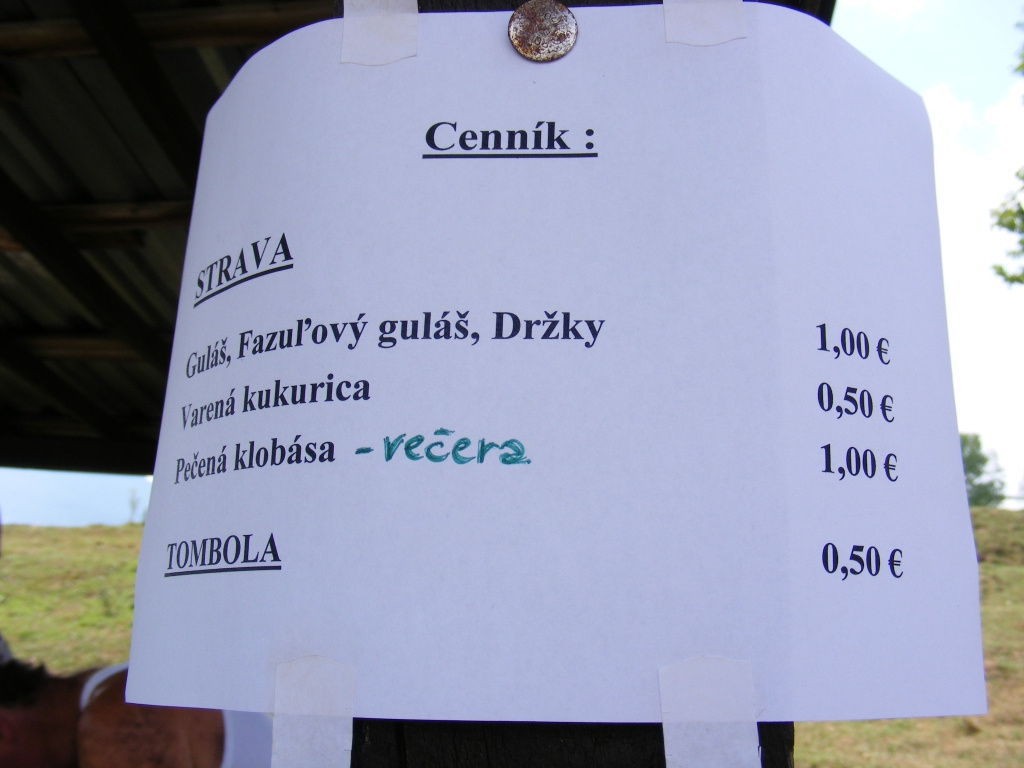 Cenník :
STRAVA
Guláš, Fazuľový guláš, Držky 1,00 €
Varená kukurica 0,50 €
Pečená klobása - večera 1,00 €
TOMBOLA 0,50 €